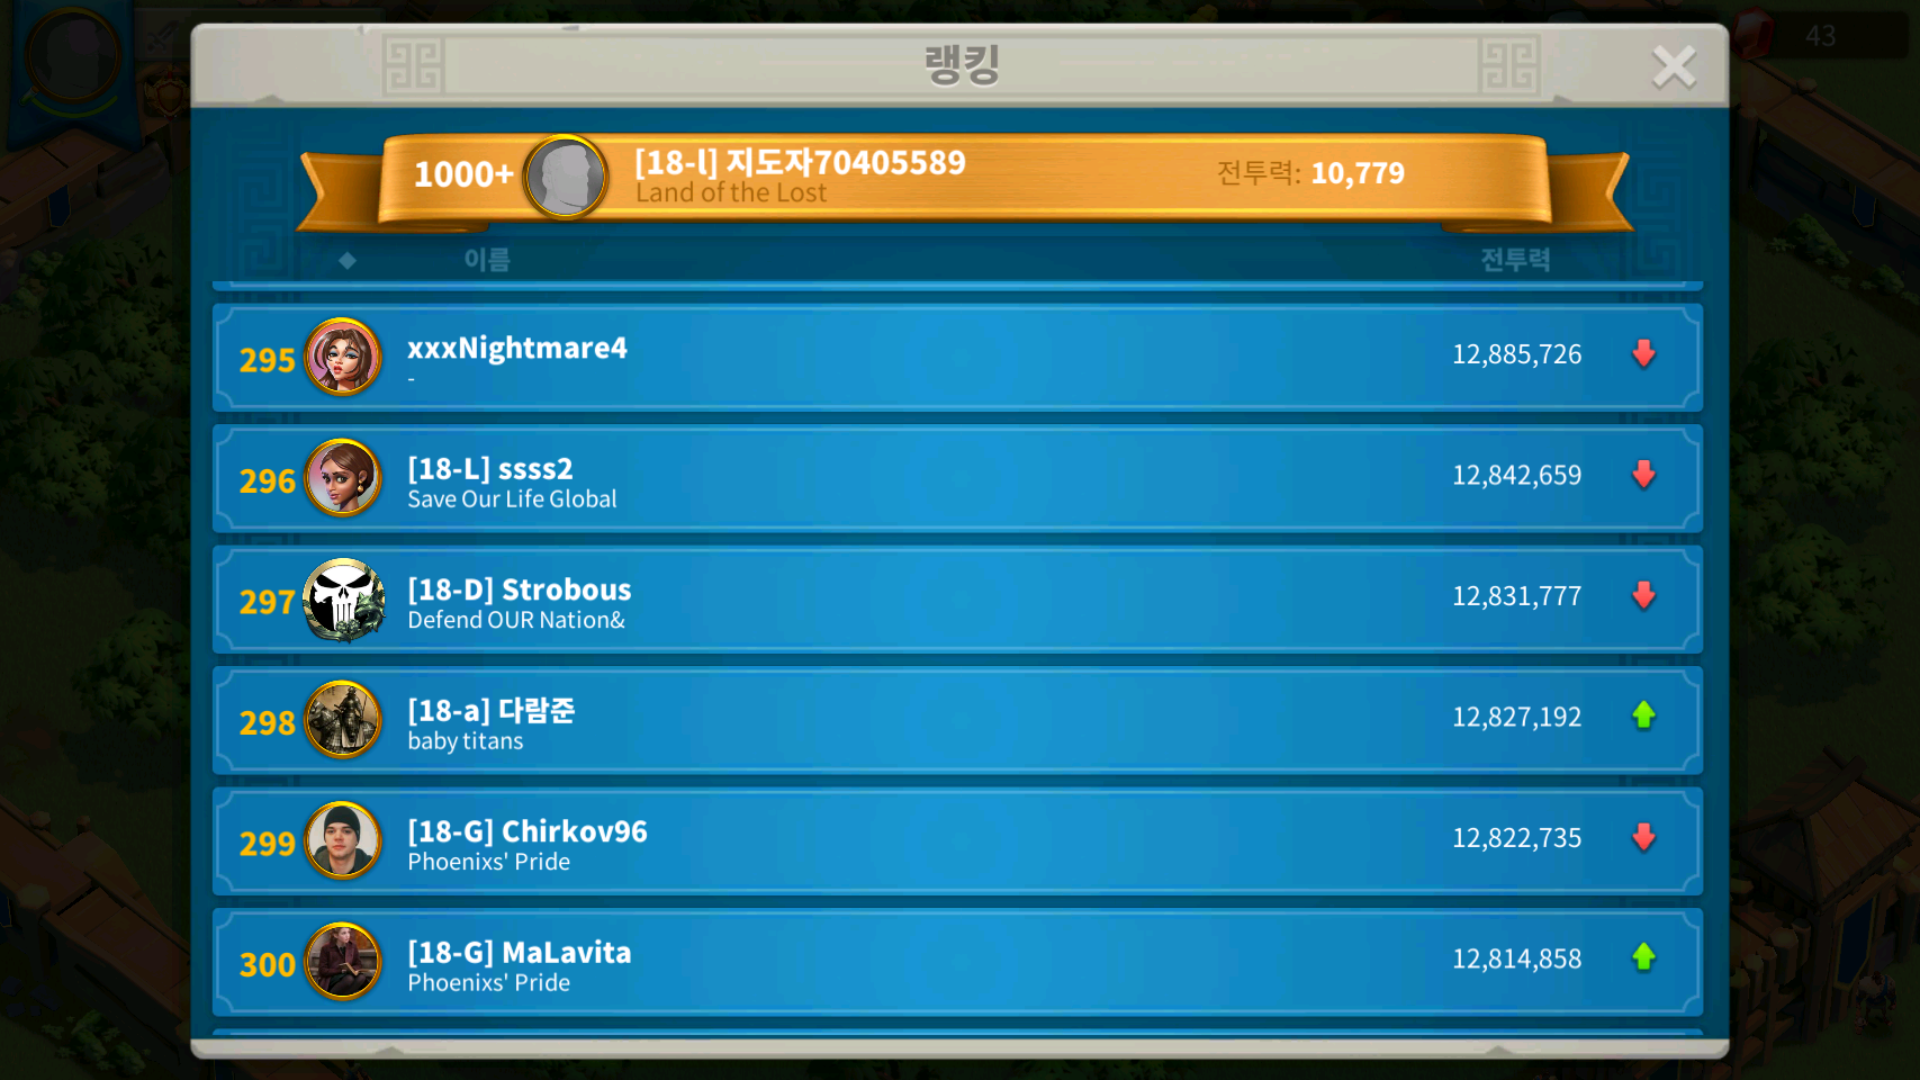 랭킹
43
1000+
[18-l] 지도자70405589
Land of the Lost
전투력: 10,779
이름
전투력
295
xxxNightmare4
-
12,885,726
296
[18-L] ssss2
Save Our Life Global
12,842,659
297
[18-D] Strobous
Defend OUR Nation&
12,831,777
298
[18-a] 다람쥰
baby titans
12,827,192
299
[18-G] Chirkov96
Phoenixs' Pride
12,822,735
300
[18-G] MaLavita
Phoenixs' Pride
12,814,858